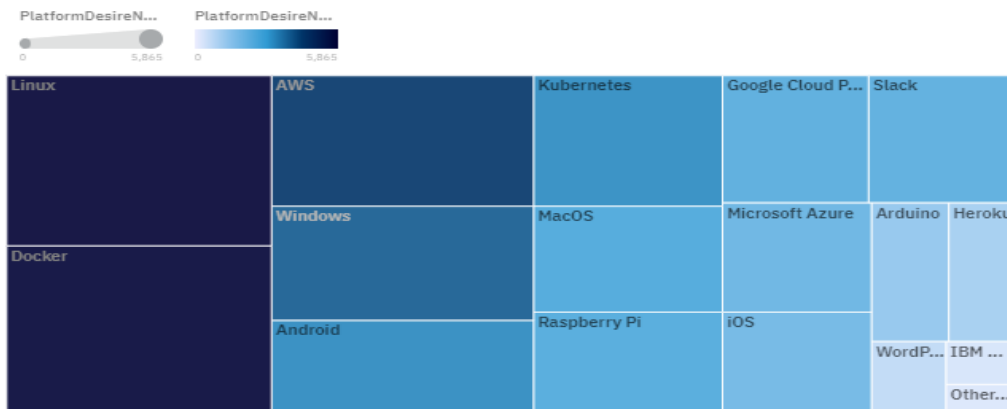 PlatformDesireN... PlatformDesireN...
0 5,865 0 5,865
Linux AWS Kubernetes Google Cloud P... Slack
Windows MacOS Microsoft Azure Arduino Heroku
Docker
Android Raspberry Pi iOS
WordP... IBM ...
Other...